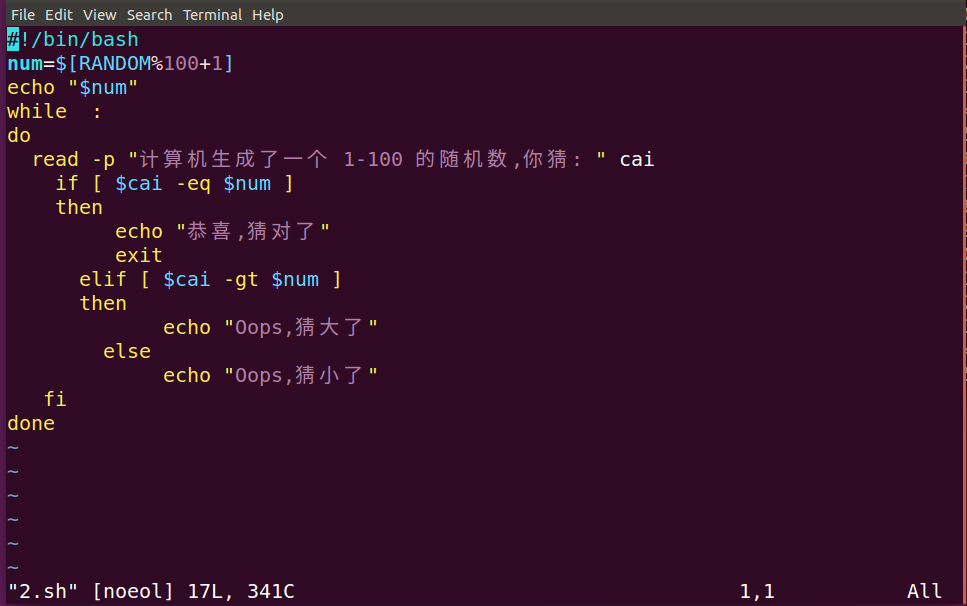 File Edit View Search Terminal Help
#!/bin/bash
num=$[RANDOM%100+1]
echo "$num"
while  :
do
  read -p "计算机生成了一个 1-100 的随机数,你猜: " cai
    if [ $cai -eq $num ]
    then
         echo "恭喜,猜对了"
         exit
      elif [ $cai -gt $num ]
      then
             echo "Oops,猜大了"
        else
             echo "Oops,猜小了"
   fi
done
~
~
~
~
~
~
"2.sh" [noeol] 17L, 341C 1,1 All